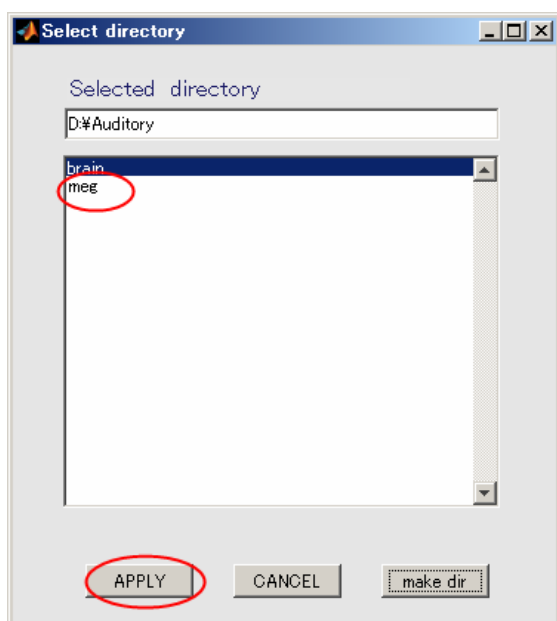 Select directory
Selected directory
D:¥Auditory
brain
meg
APPLY CANCEL make dir